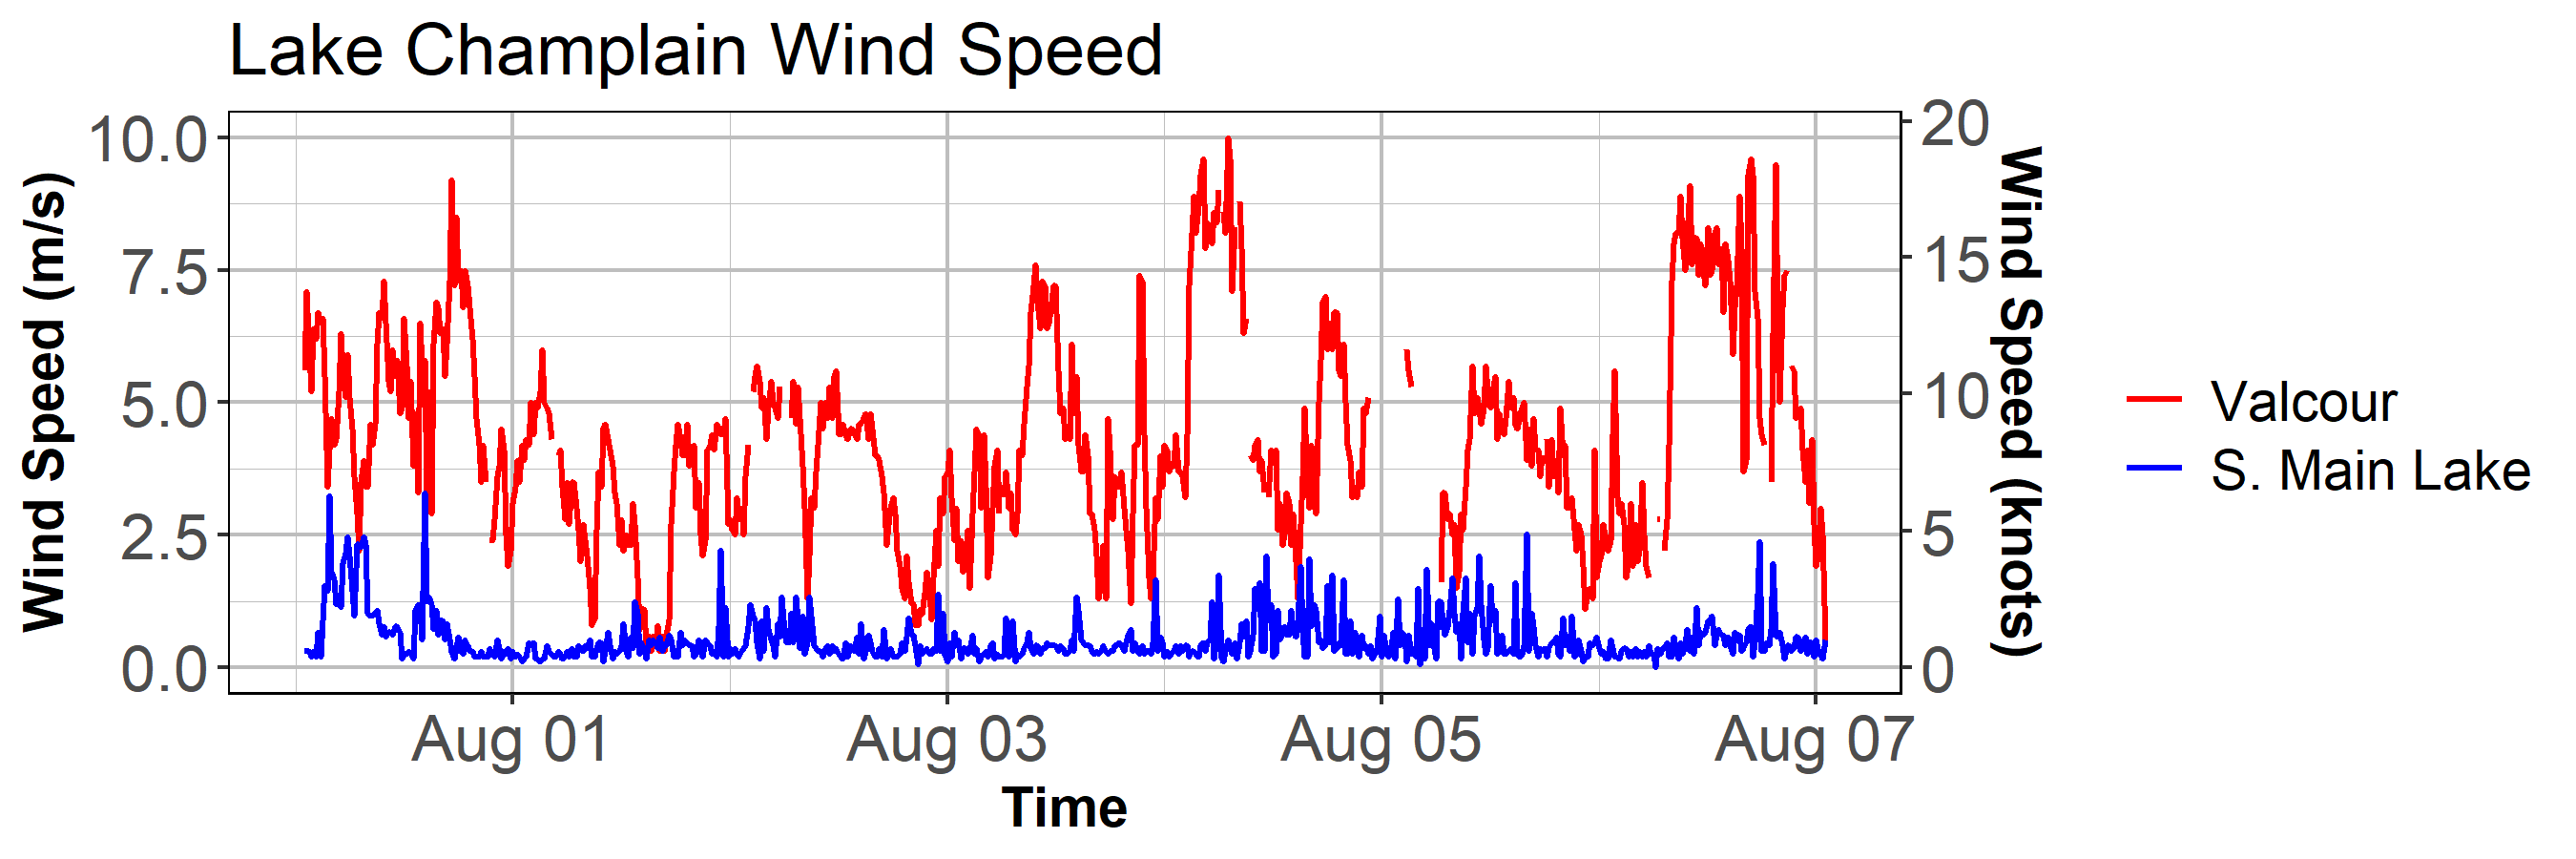 Lake Champlain Wind Speed
Wind Speed (m/s)
10.0
7.5
5.0
2.5
0.0
20
15
10
5
0
Wind Speed (knots)
Aug 01
Aug 03
Aug 05
Aug 07
Time
Valcour
S. Main Lake